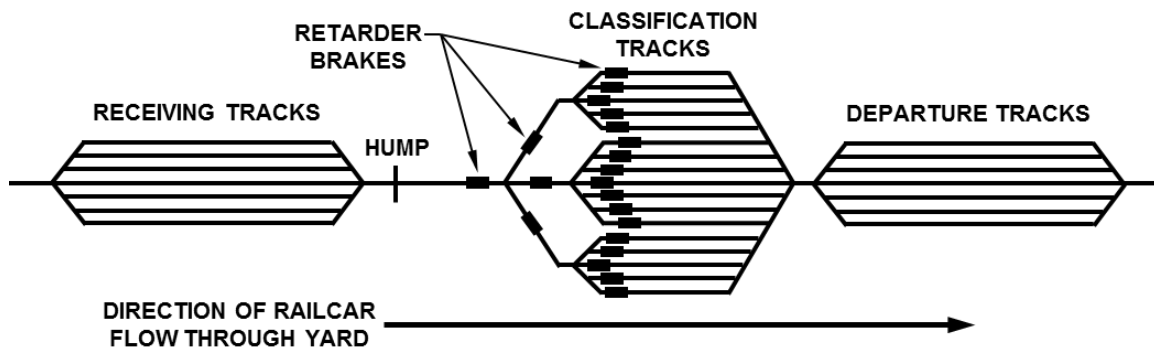 RETARDER
BRAKES
CLASSIFICATION
TRACKS
RECEIVING TRACKS
HUMP
DEPARTURE TRACKS
DIRECTION OF RAILCAR
FLOW THROUGH YARD